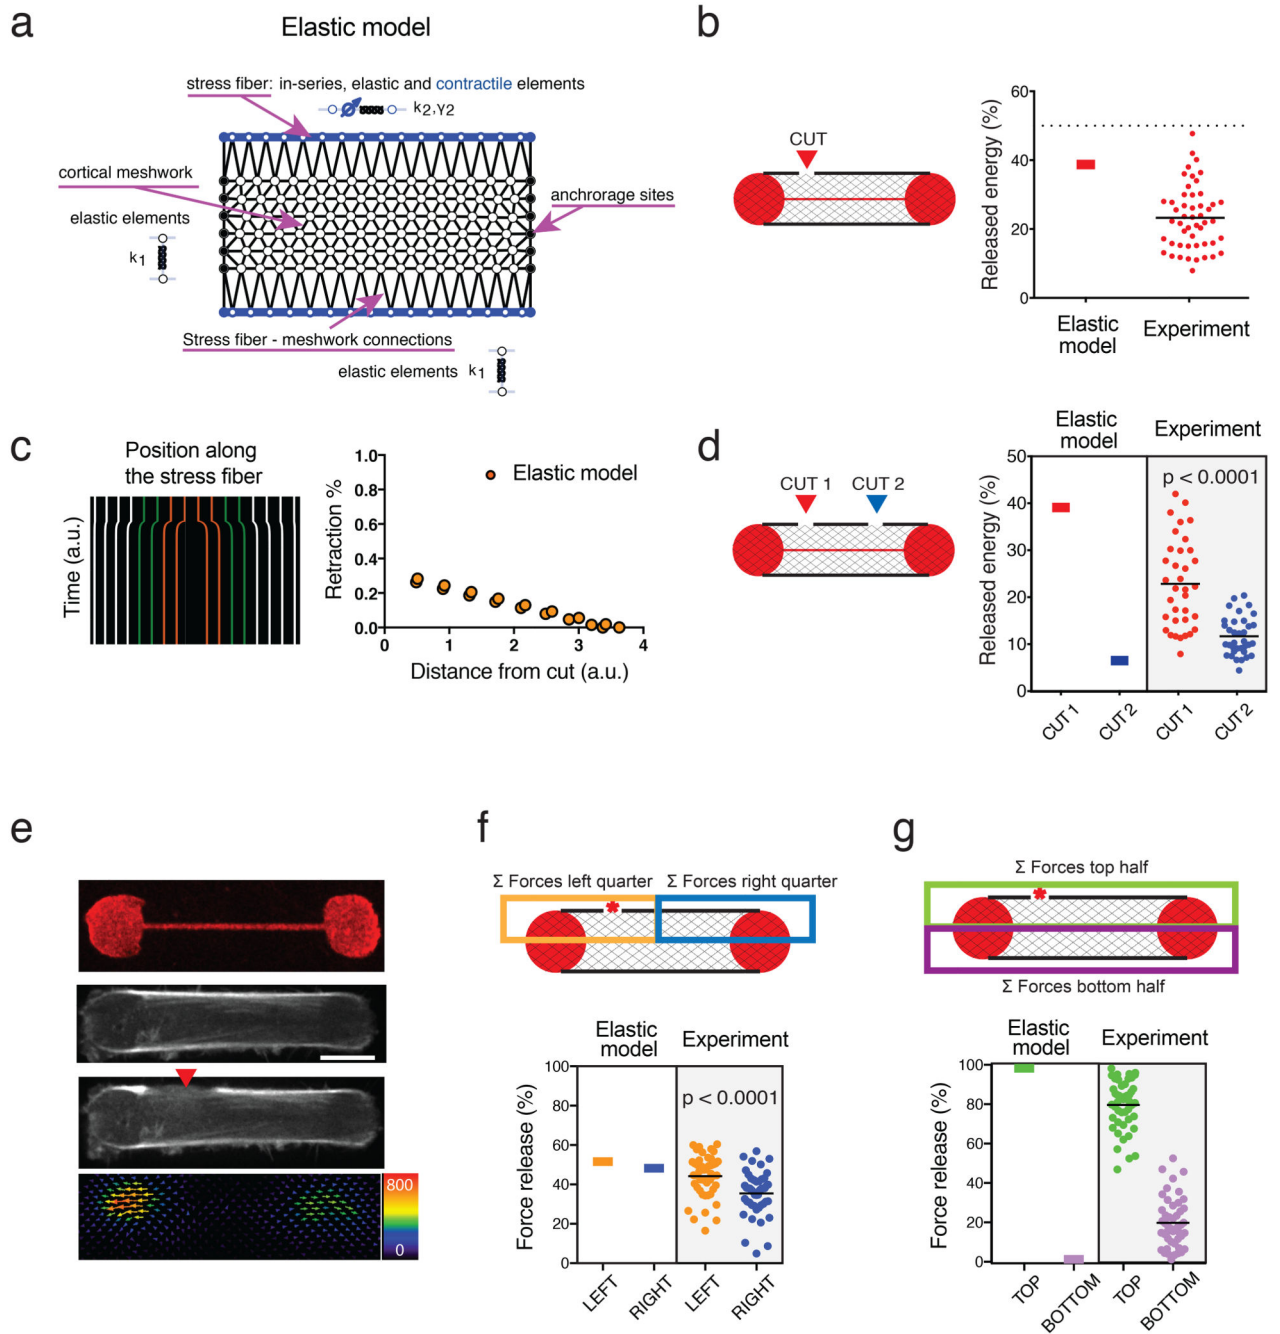 a
Elastic model
stress fiber: in-series, elastic and contractile elements
k2,γ2
cortical meshwork
anchrorage sites
elastic elements
k1
Stress fiber - meshwork connections
elastic elements k1
b
CUT
Released energy (%)
60
40
20
0
Elastic
model
Experiment
c
Position along
the stress fiber
Time (a.u.)
Retraction %
1.0
0.8
0.6
0.4
0.2
0.0
Elastic model
0 1 2 3 4
Distance from cut (a.u.)
d
CUT 1 CUT 2
Elastic
model
Experiment
Released energy (%)
50
40
30
20
10
0
p < 0.0001
CUT 1
CUT 2
CUT 1
CUT 2
e
800
0
f
Σ Forces left quarter Σ Forces right quarter
*
Elastic
model
Experiment
Force release (%)
100
80
60
40
20
0
p < 0.0001
LEFT
RIGHT
LEFT
RIGHT
g
Σ Forces top half
*
Σ Forces bottom half
Elastic
model
Experiment
Force release (%)
100
80
60
40
20
0
TOP
BOTTOM
TOP
BOTTOM